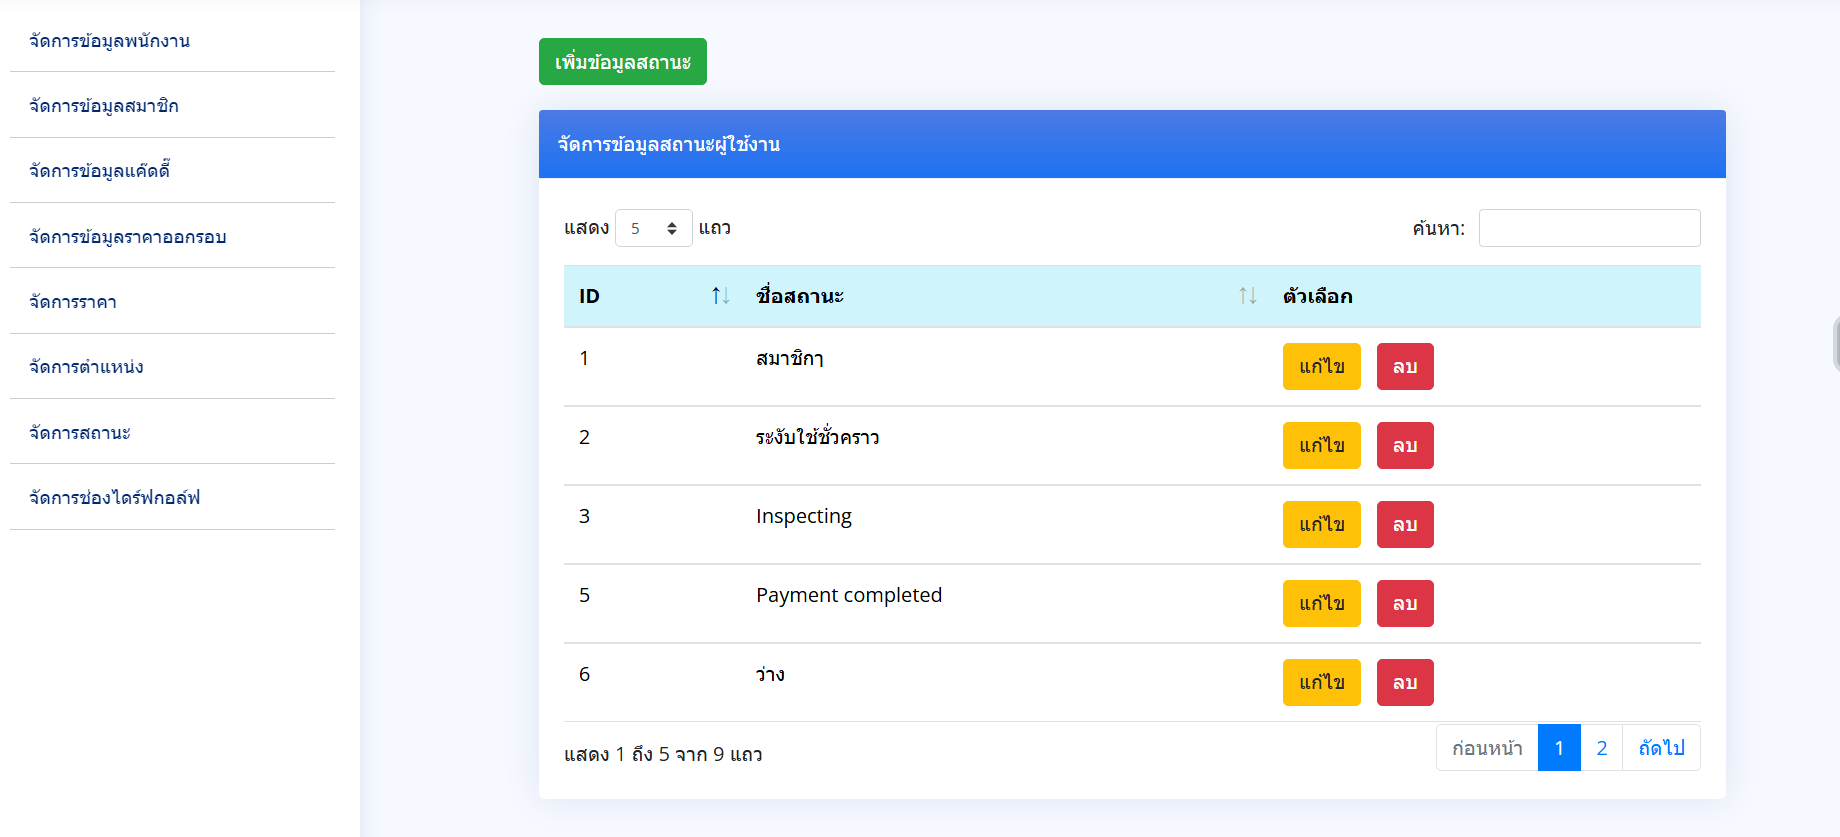 จัดการข้อมูลพนักงาน
จัดการข้อมูลสมาชิก
จัดการข้อมูลแค๊ดดี๊
จัดการข้อมูลราคาออกรอบ
จัดการราคา
จัดการตำแหน่ง
จัดการสถานะ
จัดการช่องไดร์ฟกอล์ฟ
เพิ่มข้อมูลสถานะ
จัดการข้อมูลสถานะผู้ใช้งาน
แสดง 5 แถว ค้นหา:
ID ชื่อสถานะ ตัวเลือก
1 สมาชิกๅ แก้ไข ลบ
2 ระงับใช้ชั่วคราว แก้ไข ลบ
3 Inspecting แก้ไข ลบ
5 Payment completed แก้ไข ลบ
6 ว่าง แก้ไข ลบ
แสดง 1 ถึง 5 จาก 9 แถว ก่อนหน้า 1 2 ถัดไป